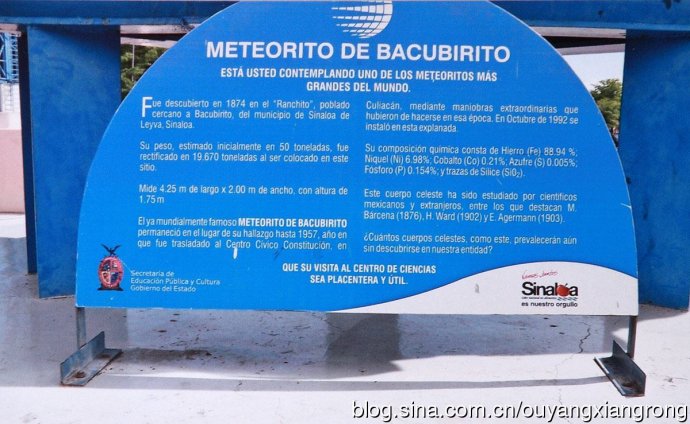 METEORITO DE BACUBIRITO
ESTÁ USTED CONTEMPLANDO UNO DE LOS METEORITOS MÁS
GRANDES DEL MUNDO.
Fue descubierto en 1874 en el "Ranchito", poblado
cercano a Bacubirito, del municipio de Sinaloa de
Leyva, Sinaloa.
Su peso, estimado inicialmente en 50 toneladas, fue
rectificado en 19.670 toneladas al ser colocado en este
sitio.
Mide 4.25 m de largo x 2.00 m de ancho, con altura de
1.75 m
El ya mundialmente famoso METEORITO DE BACUBIRITO
permaneció en el lugar de su hallazgo hasta 1957, año en
que fue trasladado al Centro Cívico Constitución, en
Culiacán, mediante maniobras extraordinarias que
hubieron de hacerse en esa época. En Octubre de 1992 se
instaló en esta explanada.
Su composición química consta de Hierro (Fe) 88.94 %;
Niquel (Ni) 6.98%; Cobalto (Co) 0.21%; Azufre (S) 0.005%;
Fósforo (P) 0.154%; y trazas de Sílice (SiO₂).
Este cuerpo celeste ha sido estudiado por científicos
mexicanos y extranjeros, entre los que destacan M.
Bárcena (1876), H. Ward (1902) y E. Agermann (1903).
¿Cuántos cuerpos celestes, como este, prevalecerán aún
sin descubrirse en nuestra entidad?
QUE SU VISITA AL CENTRO DE CIENCIAS
SEA PLACENTERA Y ÚTIL.
Secretaría de
Educación Pública y Cultura
Gobierno del Estado
Sinaloa
es nuestro orgullo
blog.sina.com.cn/ouyangxiangrong